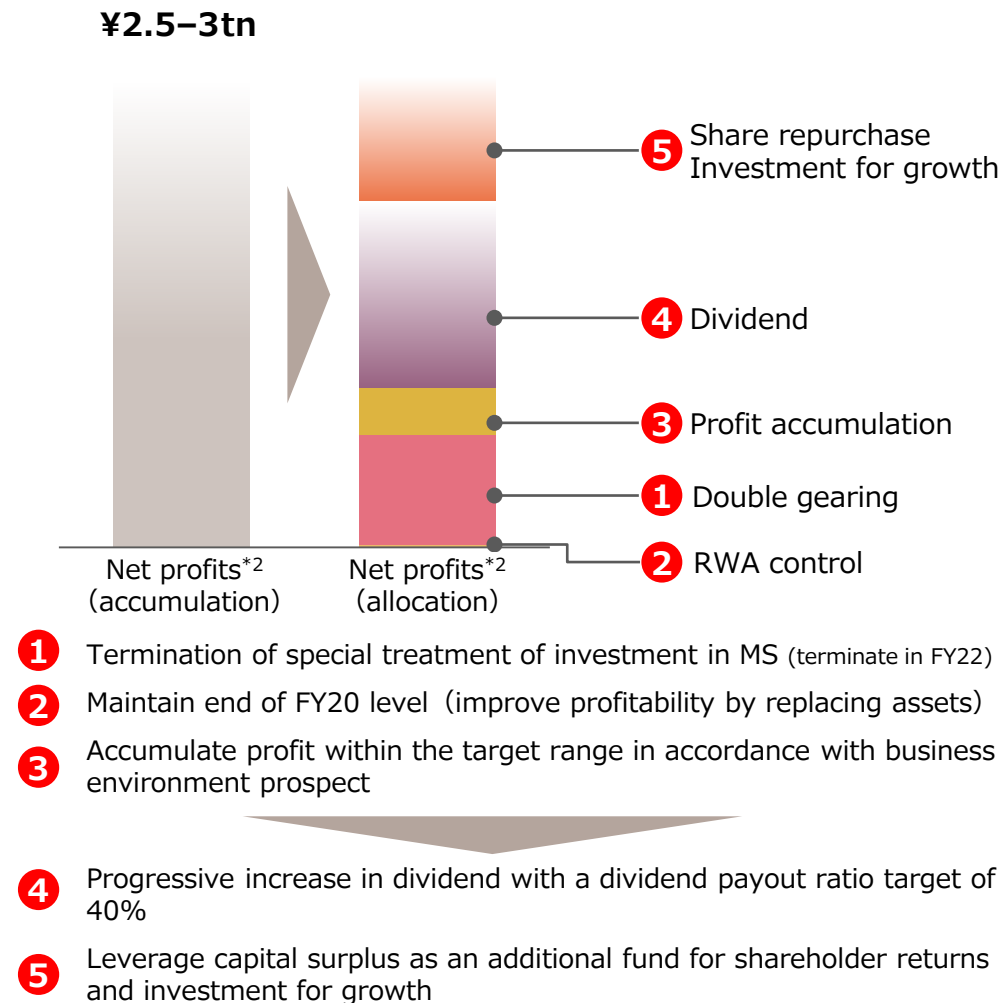 ¥2.5–3tn
5 Share repurchase
Investment for growth
4 Dividend
3 Profit accumulation
1 Double gearing
2 RWA control
Net profits*2
（accumulation）
Net profits*2
（allocation）
1 Termination of special treatment of investment in MS (terminate in FY22)
2 Maintain end of FY20 level（improve profitability by replacing assets）
3 Accumulate profit within the target range in accordance with business
environment prospect
4 Progressive increase in dividend with a dividend payout ratio target of
40%
5 Leverage capital surplus as an additional fund for shareholder returns
and investment for growth